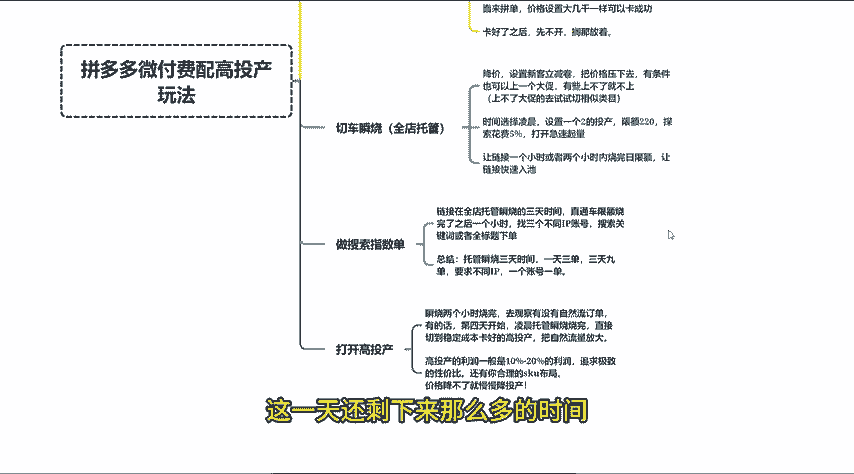 面来拼单，价格设置大几千一样可以卡成功
卡好了之后，先不开，搁那放着。
拼多多微付费配高投产
玩法
切车瞬烧（全店托管）
降价，设置新客立减卷，把价格压下去，有条件
也可以上一个大促，有些上不了就不上
（上不了大促的去试试切相似类目）
时间选择凌晨，设置一个2的投产，限额220，探
索花费5%，打开急速起量
让链接一个小时或者两个小时内烧完日限额，让
链接快速入池
做搜索指数单
链接在全店托管瞬烧的三天时间，直通车限额烧
完了之后一个小时，找三个不同IP账号，搜索关
键词或者全标题下单
总结：托管瞬烧三天时间，一天三单，三天九
单，要求不同IP，一个账号一单。
打开高投产
瞬烧两个小时烧完，去观察有没有自然流订单，
有的话，第四天开始，凌晨托管瞬烧烧完，直接
切到稳定成本卡好的高投产，把自然流量放大。
高投产的利润一般是10%-20%的利润，追求极致
的性价比，还有你合理的sku布局，
价格降不了就慢慢降投产！
这一天还剩下来那么多的时间